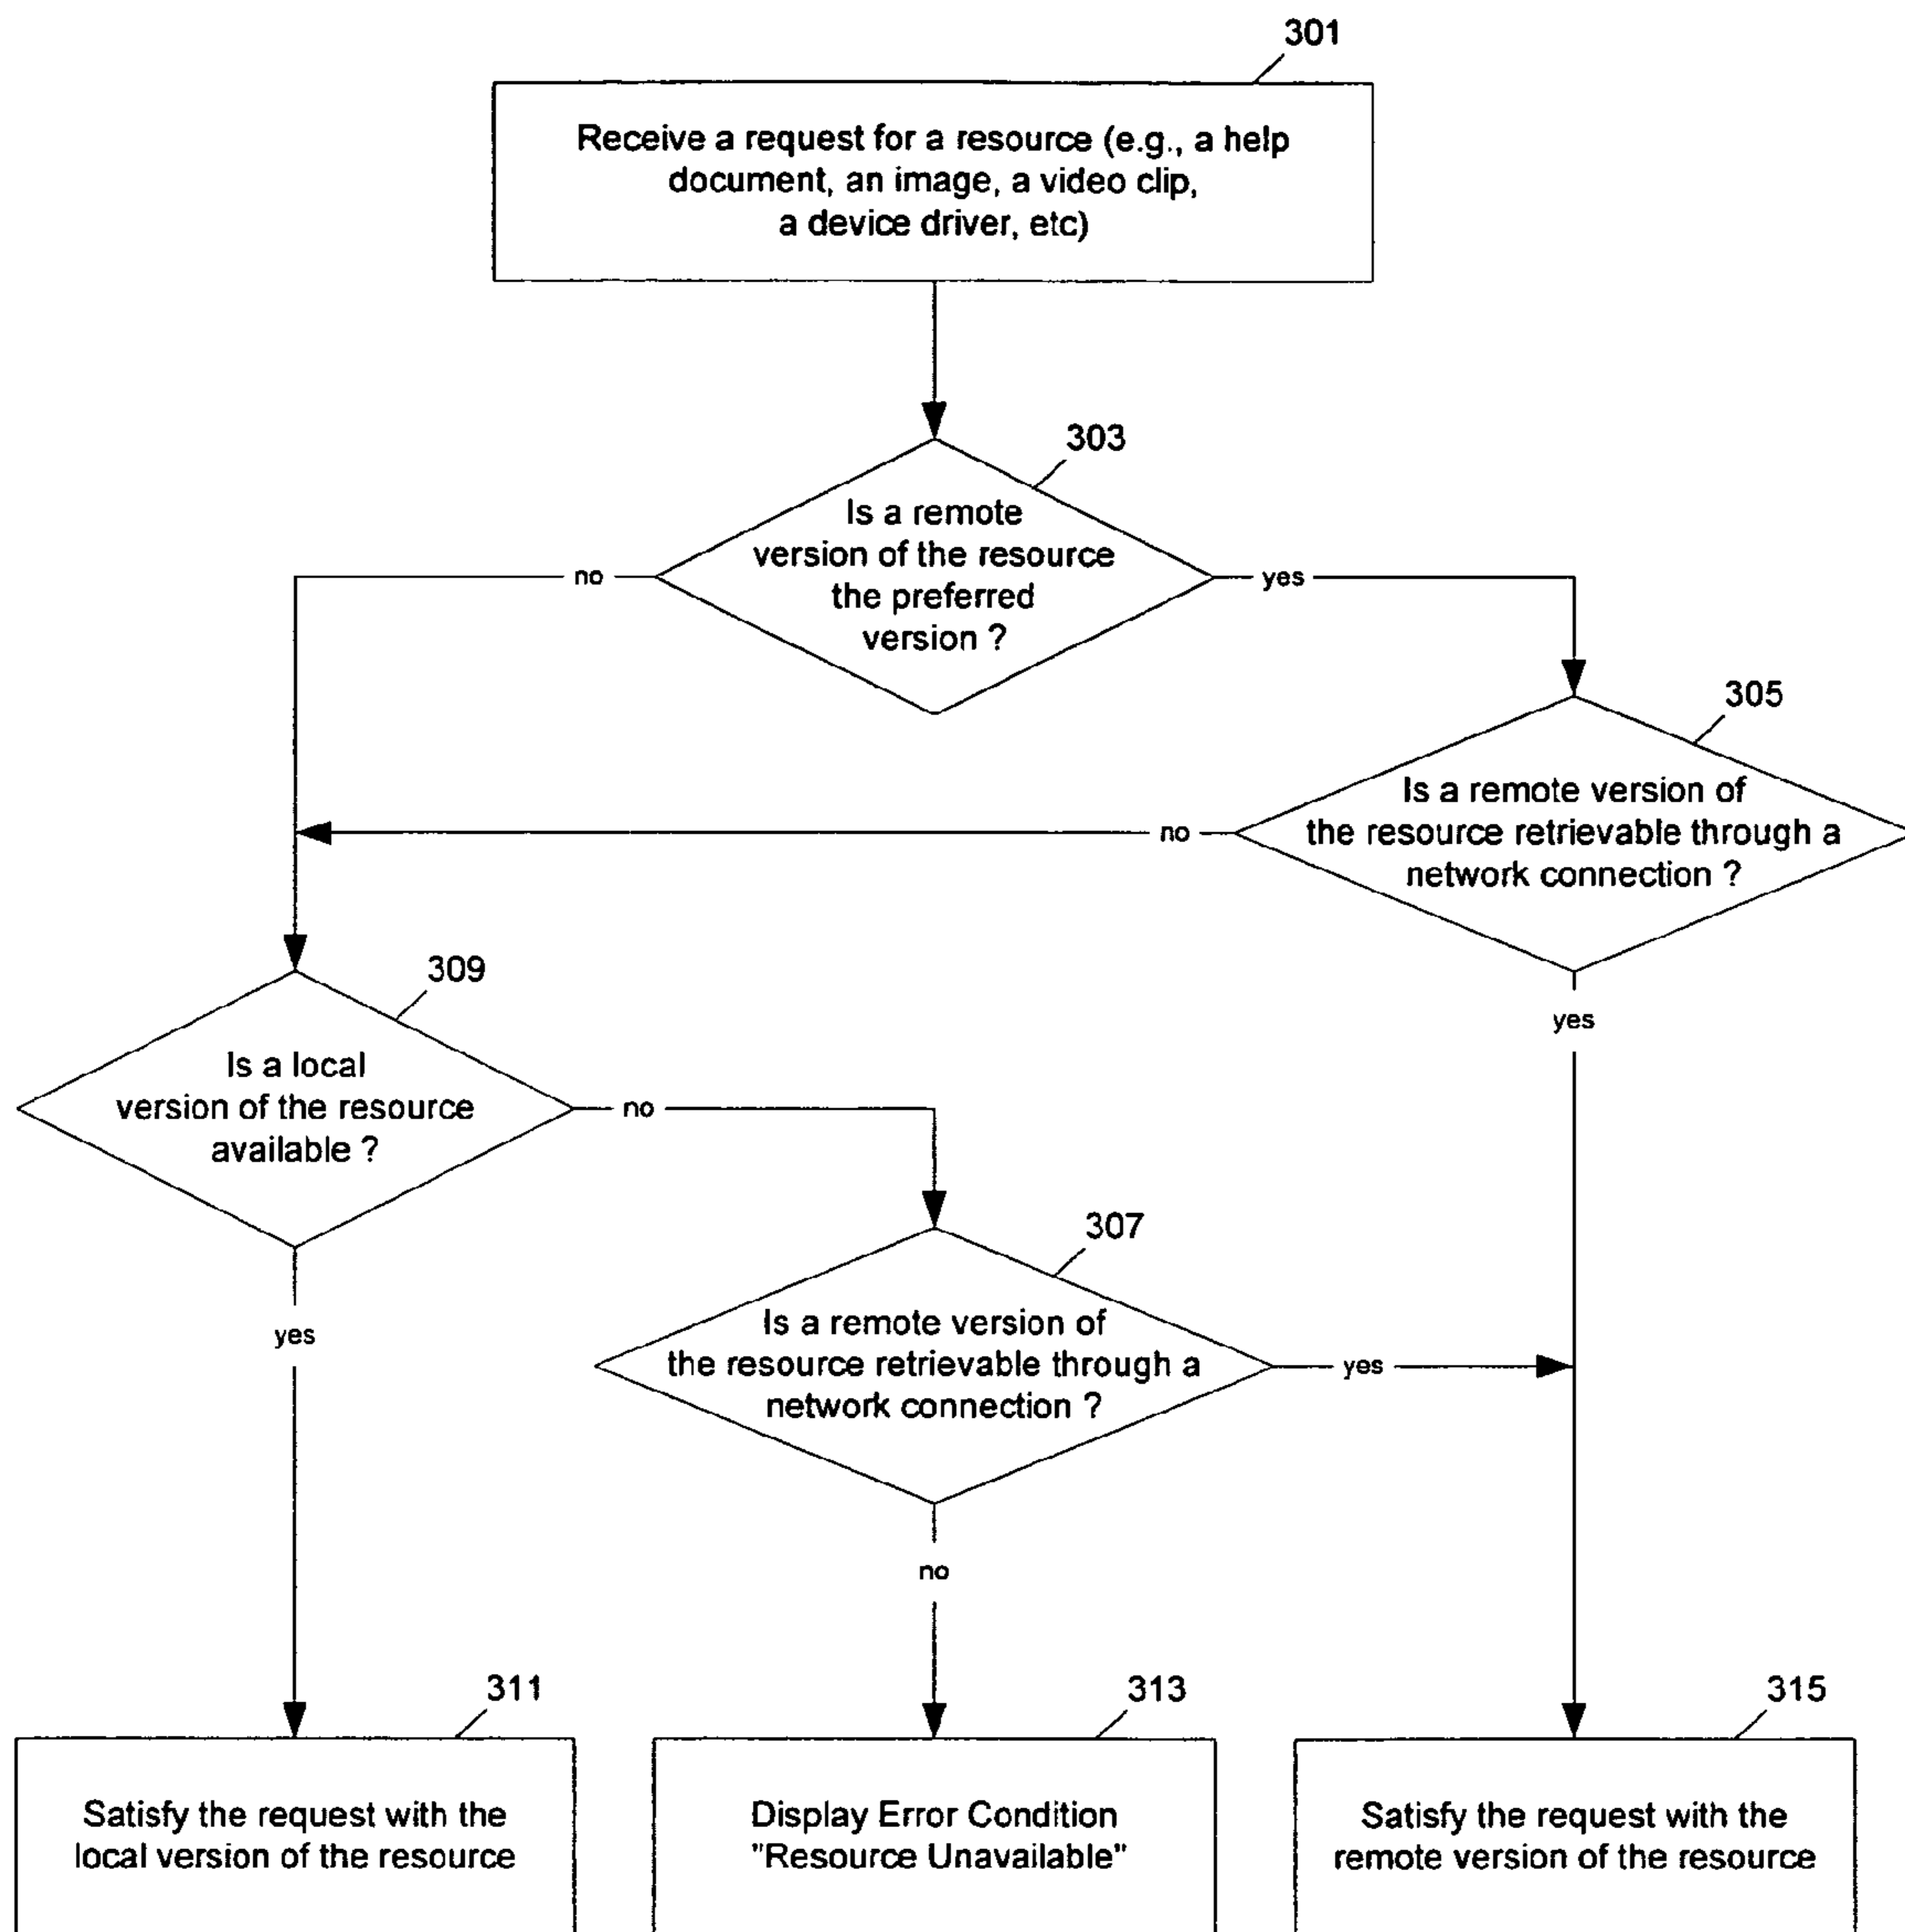 301
Receive a request for a resource (e.g., a help
document, an image, a video clip,
a device driver, etc)
303
Is a remote
version of the resource
the preferred
version ?
no
yes
305
Is a remote version of
the resource retrievable through a
network connection ?
no
yes
309
Is a local
version of the resource
available ?
no
yes
307
Is a remote version of
the resource retrievable through a
network connection ?
yes
no
311
Satisfy the request with the
local version of the resource
313
Display Error Condition
"Resource Unavailable"
315
Satisfy the request with the
remote version of the resource